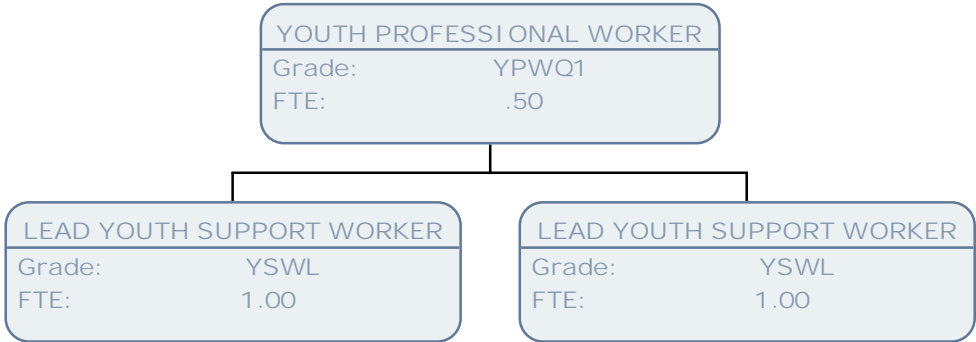 YOUTH PROFESSIONAL WORKER
Grade: YPWQ1
FTE: .50
LEAD YOUTH SUPPORT WORKER
Grade: YSWL
FTE: 1.00
LEAD YOUTH SUPPORT WORKER
Grade: YSWL
FTE: 1.00